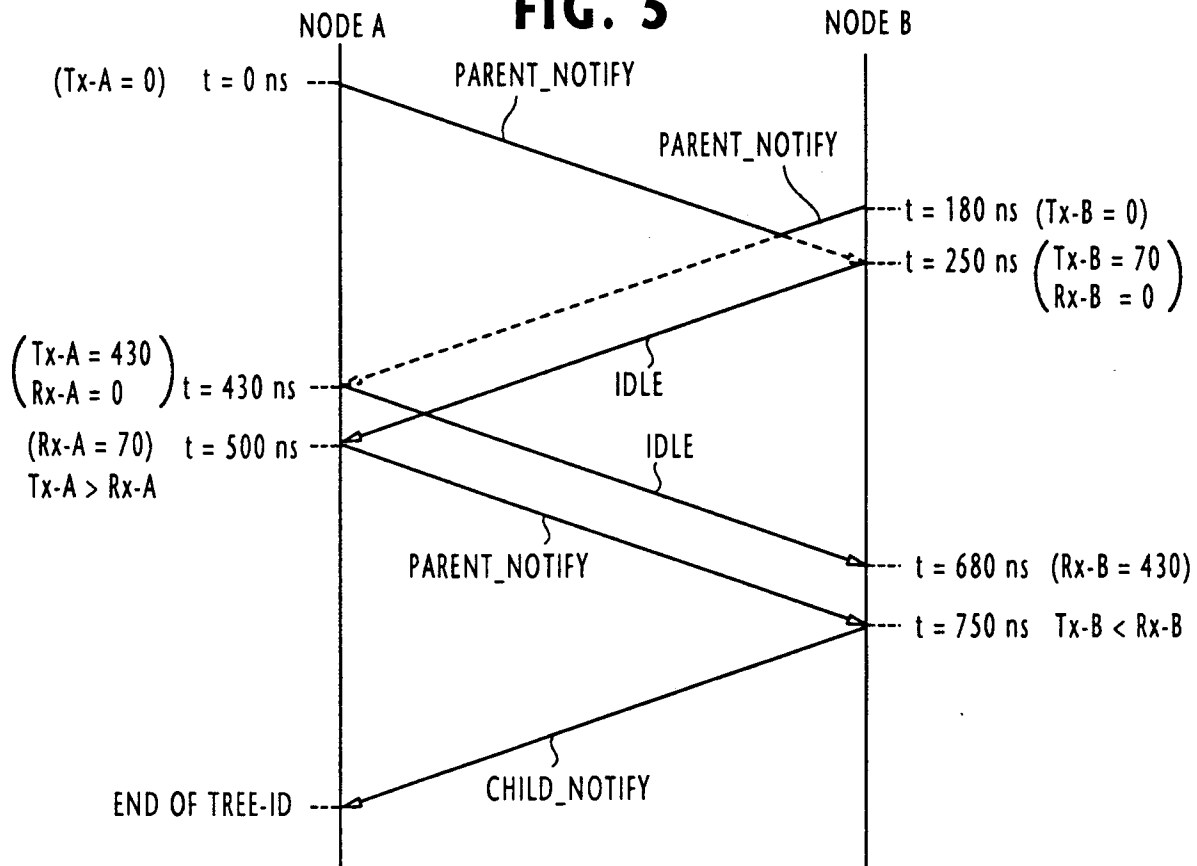 FIG. 5
NODE A
NODE B
(Tx-A = 0) t = 0 ns
PARENT_NOTIFY
PARENT_NOTIFY
t = 180 ns (Tx-B = 0)
t = 250 ns (Tx-B = 70
Rx-B = 0)
(Tx-A = 430
Rx-A = 0) t = 430 ns
IDLE
(Rx-A = 70) t = 500 ns
Tx-A > Rx-A
IDLE
PARENT_NOTIFY
t = 680 ns (Rx-B = 430)
t = 750 ns Tx-B < Rx-B
CHILD_NOTIFY
END OF TREE-ID